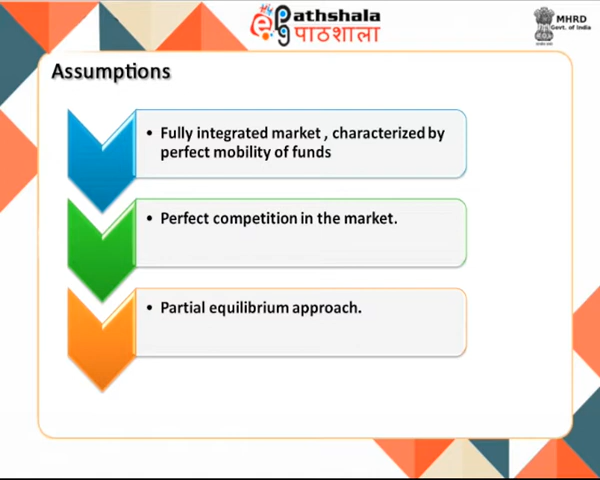 ePathshala
पाठशाला
MHRD
Govt. of India
Assumptions
• Fully integrated market , characterized by
perfect mobility of funds
• Perfect competition in the market.
• Partial equilibrium approach.